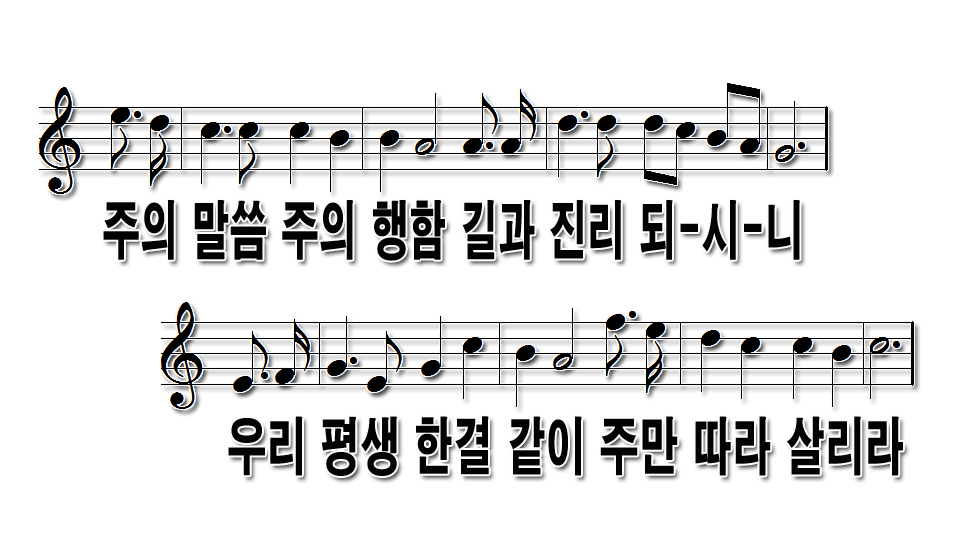 주의 말씀 주의 행함 길과 진리 되-시-니
우리 평생 한결 같이 주만 따라 살리라